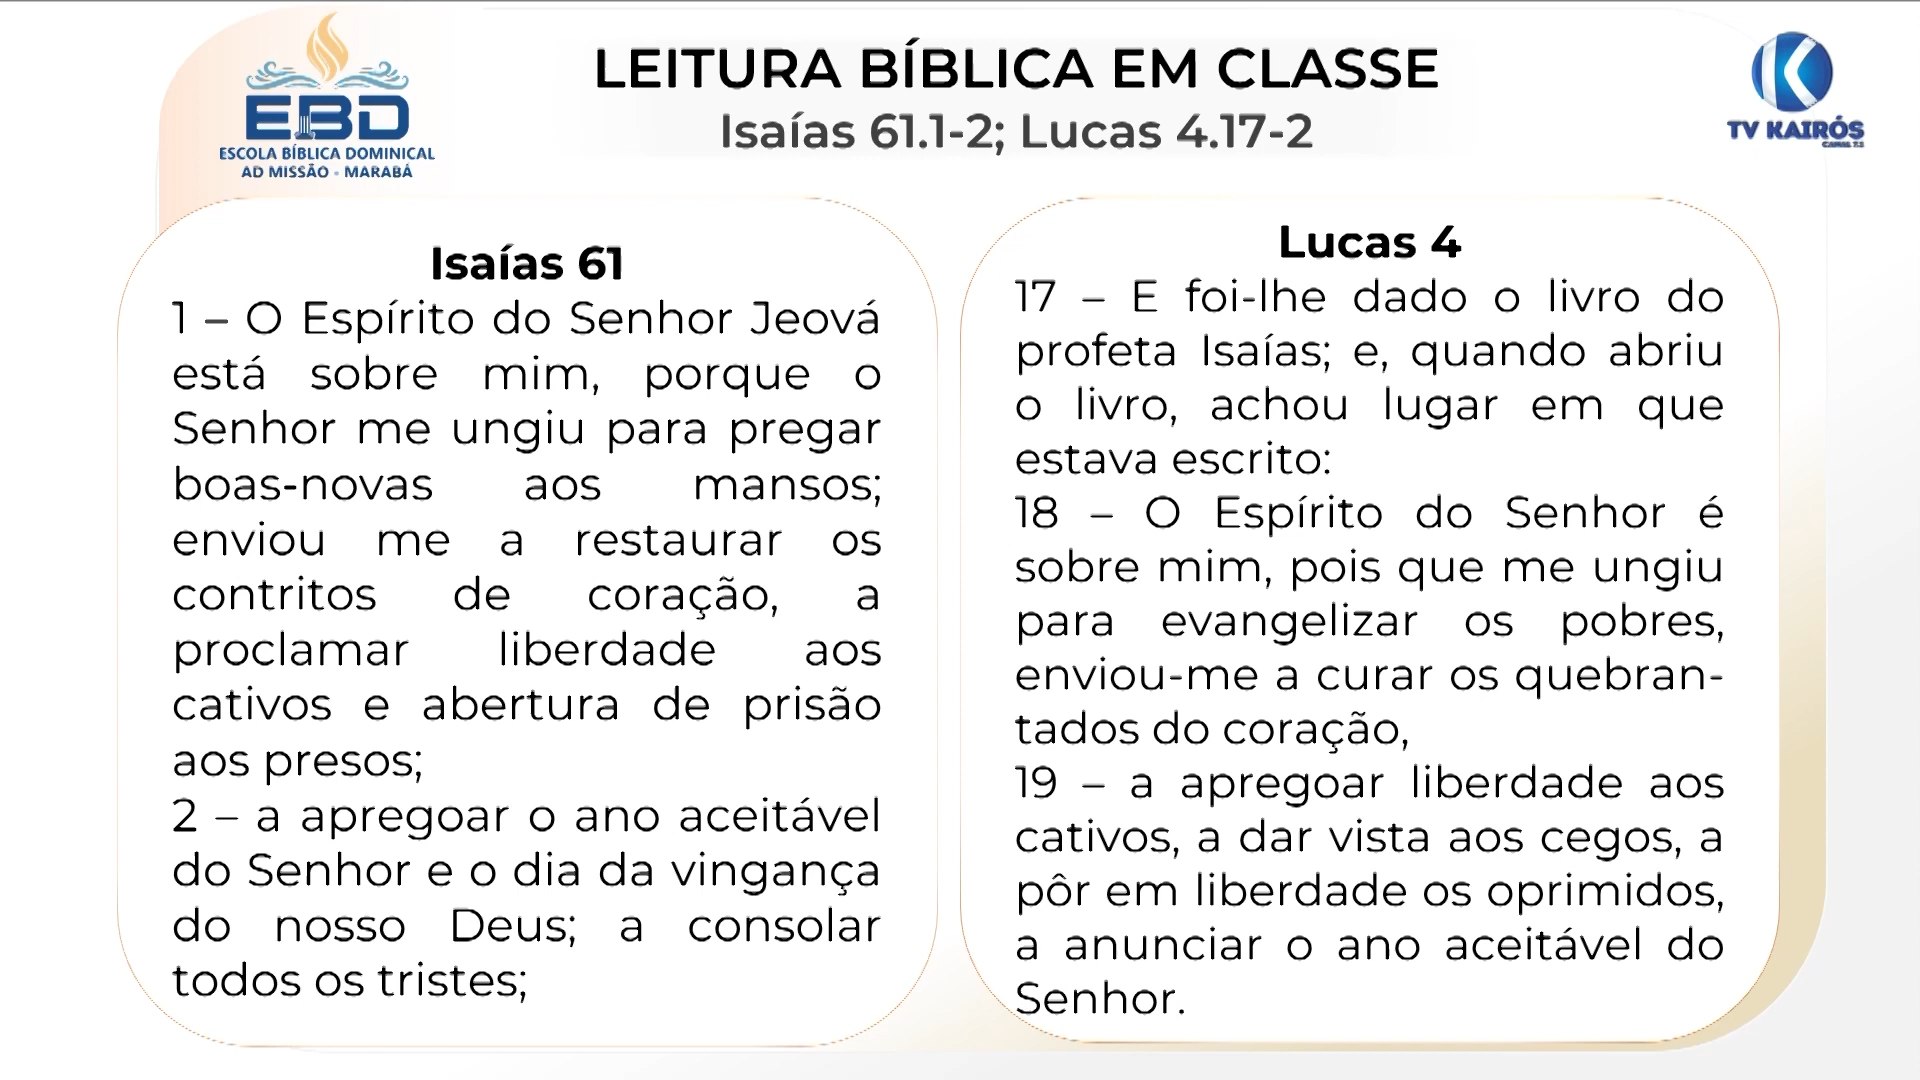 EBD
ESCOLA BÍBLICA DOMINICAL
AD MISSÃO - MARABÁ
LEITURA BÍBLICA EM CLASSE
Isaías 61.1-2; Lucas 4.17-2
K
TV KAIRÓS
CANAL 7.1
Isaías 61
1 – O Espírito do Senhor Jeová
está sobre mim, porque o
Senhor me ungiu para pregar
boas-novas aos mansos;
enviou me a restaurar os
contritos de coração, a
proclamar liberdade aos
cativos e abertura de prisão
aos presos;
2 – a apregoar o ano aceitável
do Senhor e o dia da vingança
do nosso Deus; a consolar
todos os tristes;
Lucas 4
17 – E foi-lhe dado o livro do
profeta Isaías; e, quando abriu
o livro, achou lugar em que
estava escrito:
18 – O Espírito do Senhor é
sobre mim, pois que me ungiu
para evangelizar os pobres,
enviou-me a curar os quebran-
tados do coração,
19 – a apregoar liberdade aos
cativos, a dar vista aos cegos, a
pôr em liberdade os oprimidos,
a anunciar o ano aceitável do
Senhor.